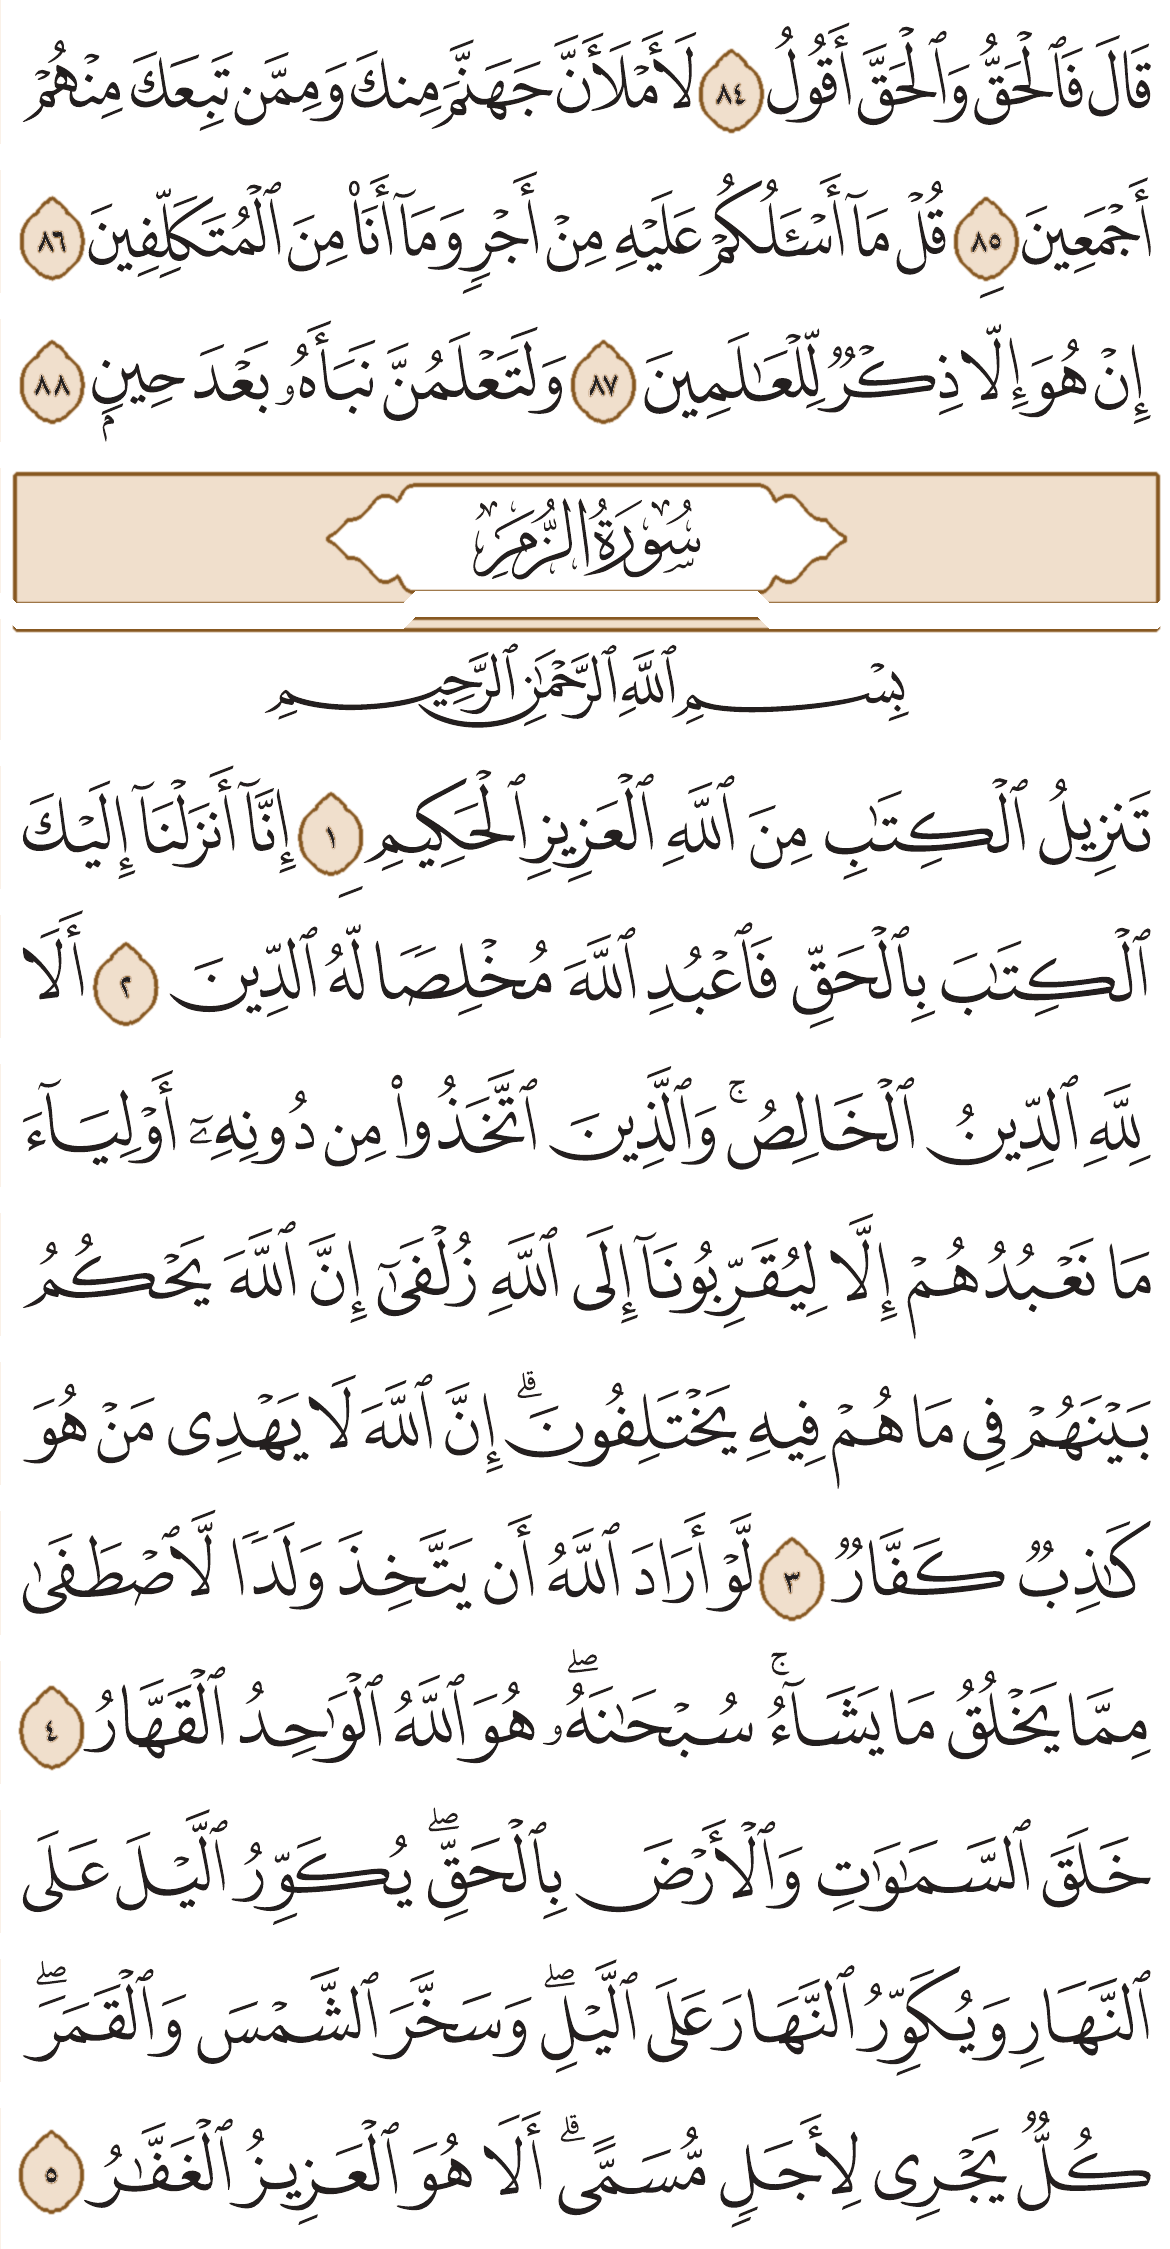 قَالَ فَٱلْحَقُّ وَٱلْحَقَّ أَقُولُ ٨٤ لَأَمْلَأَنَّ جَهَنَّمَ مِنكَ وَمِمَّن تَبِعَكَ مِنْهُمْ
أَجْمَعِينَ ٨٥ قُلْ مَآ أَسْـَٔلُكُمْ عَلَيْهِ مِنْ أَجْرٍ وَمَآ أَنَا۠ مِنَ ٱلْمُتَكَلِّفِينَ ٨٦
إِنْ هُوَ إِلَّا ذِكْرٌ لِّلْعَـٰلَمِينَ ٨٧ وَلَتَعْلَمُنَّ نَبَأَهُۥ بَعْدَ حِينٍۭ ٨٨
سُورَةُ الزُّمَرِ
بِسْمِ ٱللَّهِ ٱلرَّحْمَـٰنِ ٱلرَّحِيمِ
تَنزِيلُ ٱلْكِتَـٰبِ مِنَ ٱللَّهِ ٱلْعَزِيزِ ٱلْحَكِيمِ ١ إِنَّآ أَنزَلْنَآ إِلَيْكَ
ٱلْكِتَـٰبَ بِٱلْحَقِّ فَٱعْبُدِ ٱللَّهَ مُخْلِصًا لَّهُ ٱلدِّينَ ٢ أَلَا
لِلَّهِ ٱلدِّينُ ٱلْخَالِصُ ۚ وَٱلَّذِينَ ٱتَّخَذُوا۟ مِن دُونِهِۦٓ أَوْلِيَآءَ
مَا نَعْبُدُهُمْ إِلَّا لِيُقَرِّبُونَآ إِلَى ٱللَّهِ زُلْفَىٰٓ إِنَّ ٱللَّهَ يَحْكُمُ
بَيْنَهُمْ فِى مَا هُمْ فِيهِ يَخْتَلِفُونَ ۗ إِنَّ ٱللَّهَ لَا يَهْدِى مَنْ هُوَ
كَـٰذِبٌ كَفَّارٌ ٣ لَّوْ أَرَادَ ٱللَّهُ أَن يَتَّخِذَ وَلَدًا لَّٱصْطَفَىٰ
مِمَّا يَخْلُقُ مَا يَشَآءُ ۚ سُبْحَـٰنَهُۥ ۖ هُوَ ٱللَّهُ ٱلْوَٰحِدُ ٱلْقَهَّارُ ٤
خَلَقَ ٱلسَّمَـٰوَٰتِ وَٱلْأَرْضَ بِٱلْحَقِّ ۖ يُكَوِّرُ ٱلَّيْلَ عَلَى
ٱلنَّهَارِ وَيُكَوِّرُ ٱلنَّهَارَ عَلَى ٱلَّيْلِ ۖ وَسَخَّرَ ٱلشَّمْسَ وَٱلْقَمَرَ ۖ
كُلٌّ يَجْرِى لِأَجَلٍ مُّسَمًّى ۗ أَلَا هُوَ ٱلْعَزِيزُ ٱلْغَفَّـٰرُ ٥